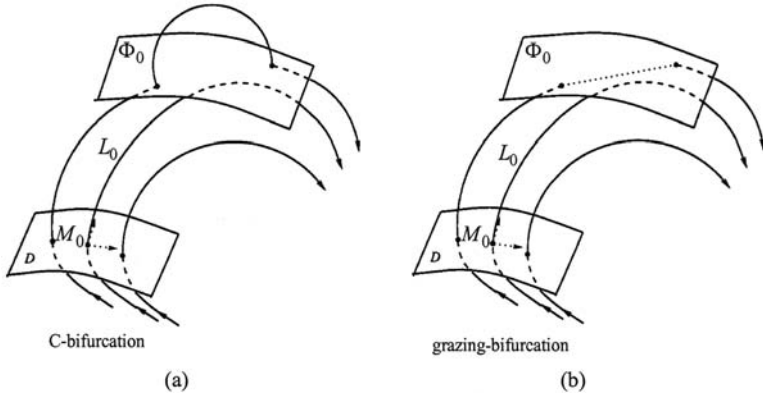 Φ₀
L₀
M₀
D
C-bifurcation
(a)
Φ₀
L₀
M₀
D
grazing-bifurcation
(b)